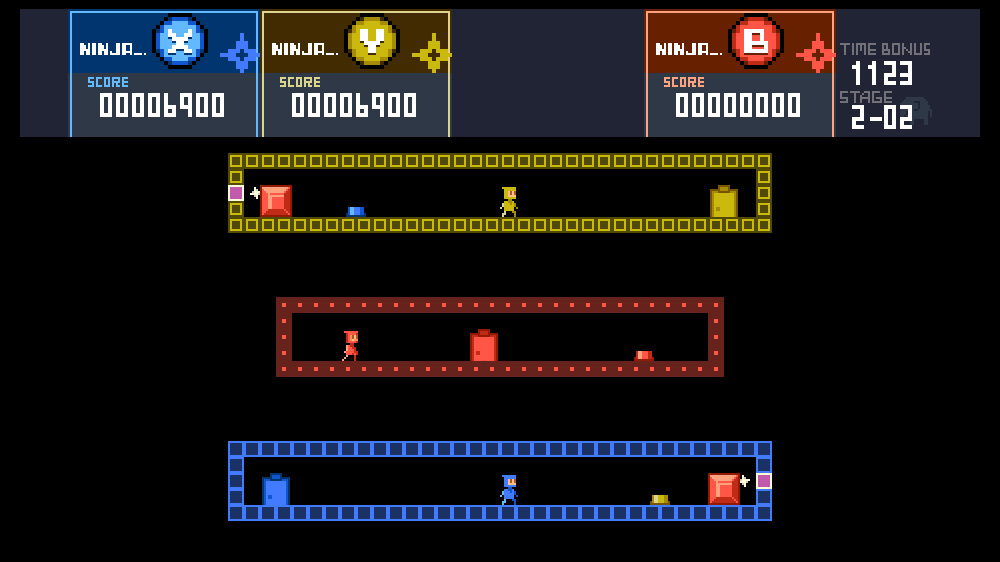 NINJA_. X
SCORE
00006900
NINJA_. Y
SCORE
00006900
NINJA_. B
SCORE
00000000
TIME BONUS
1123
STAGE
2-02